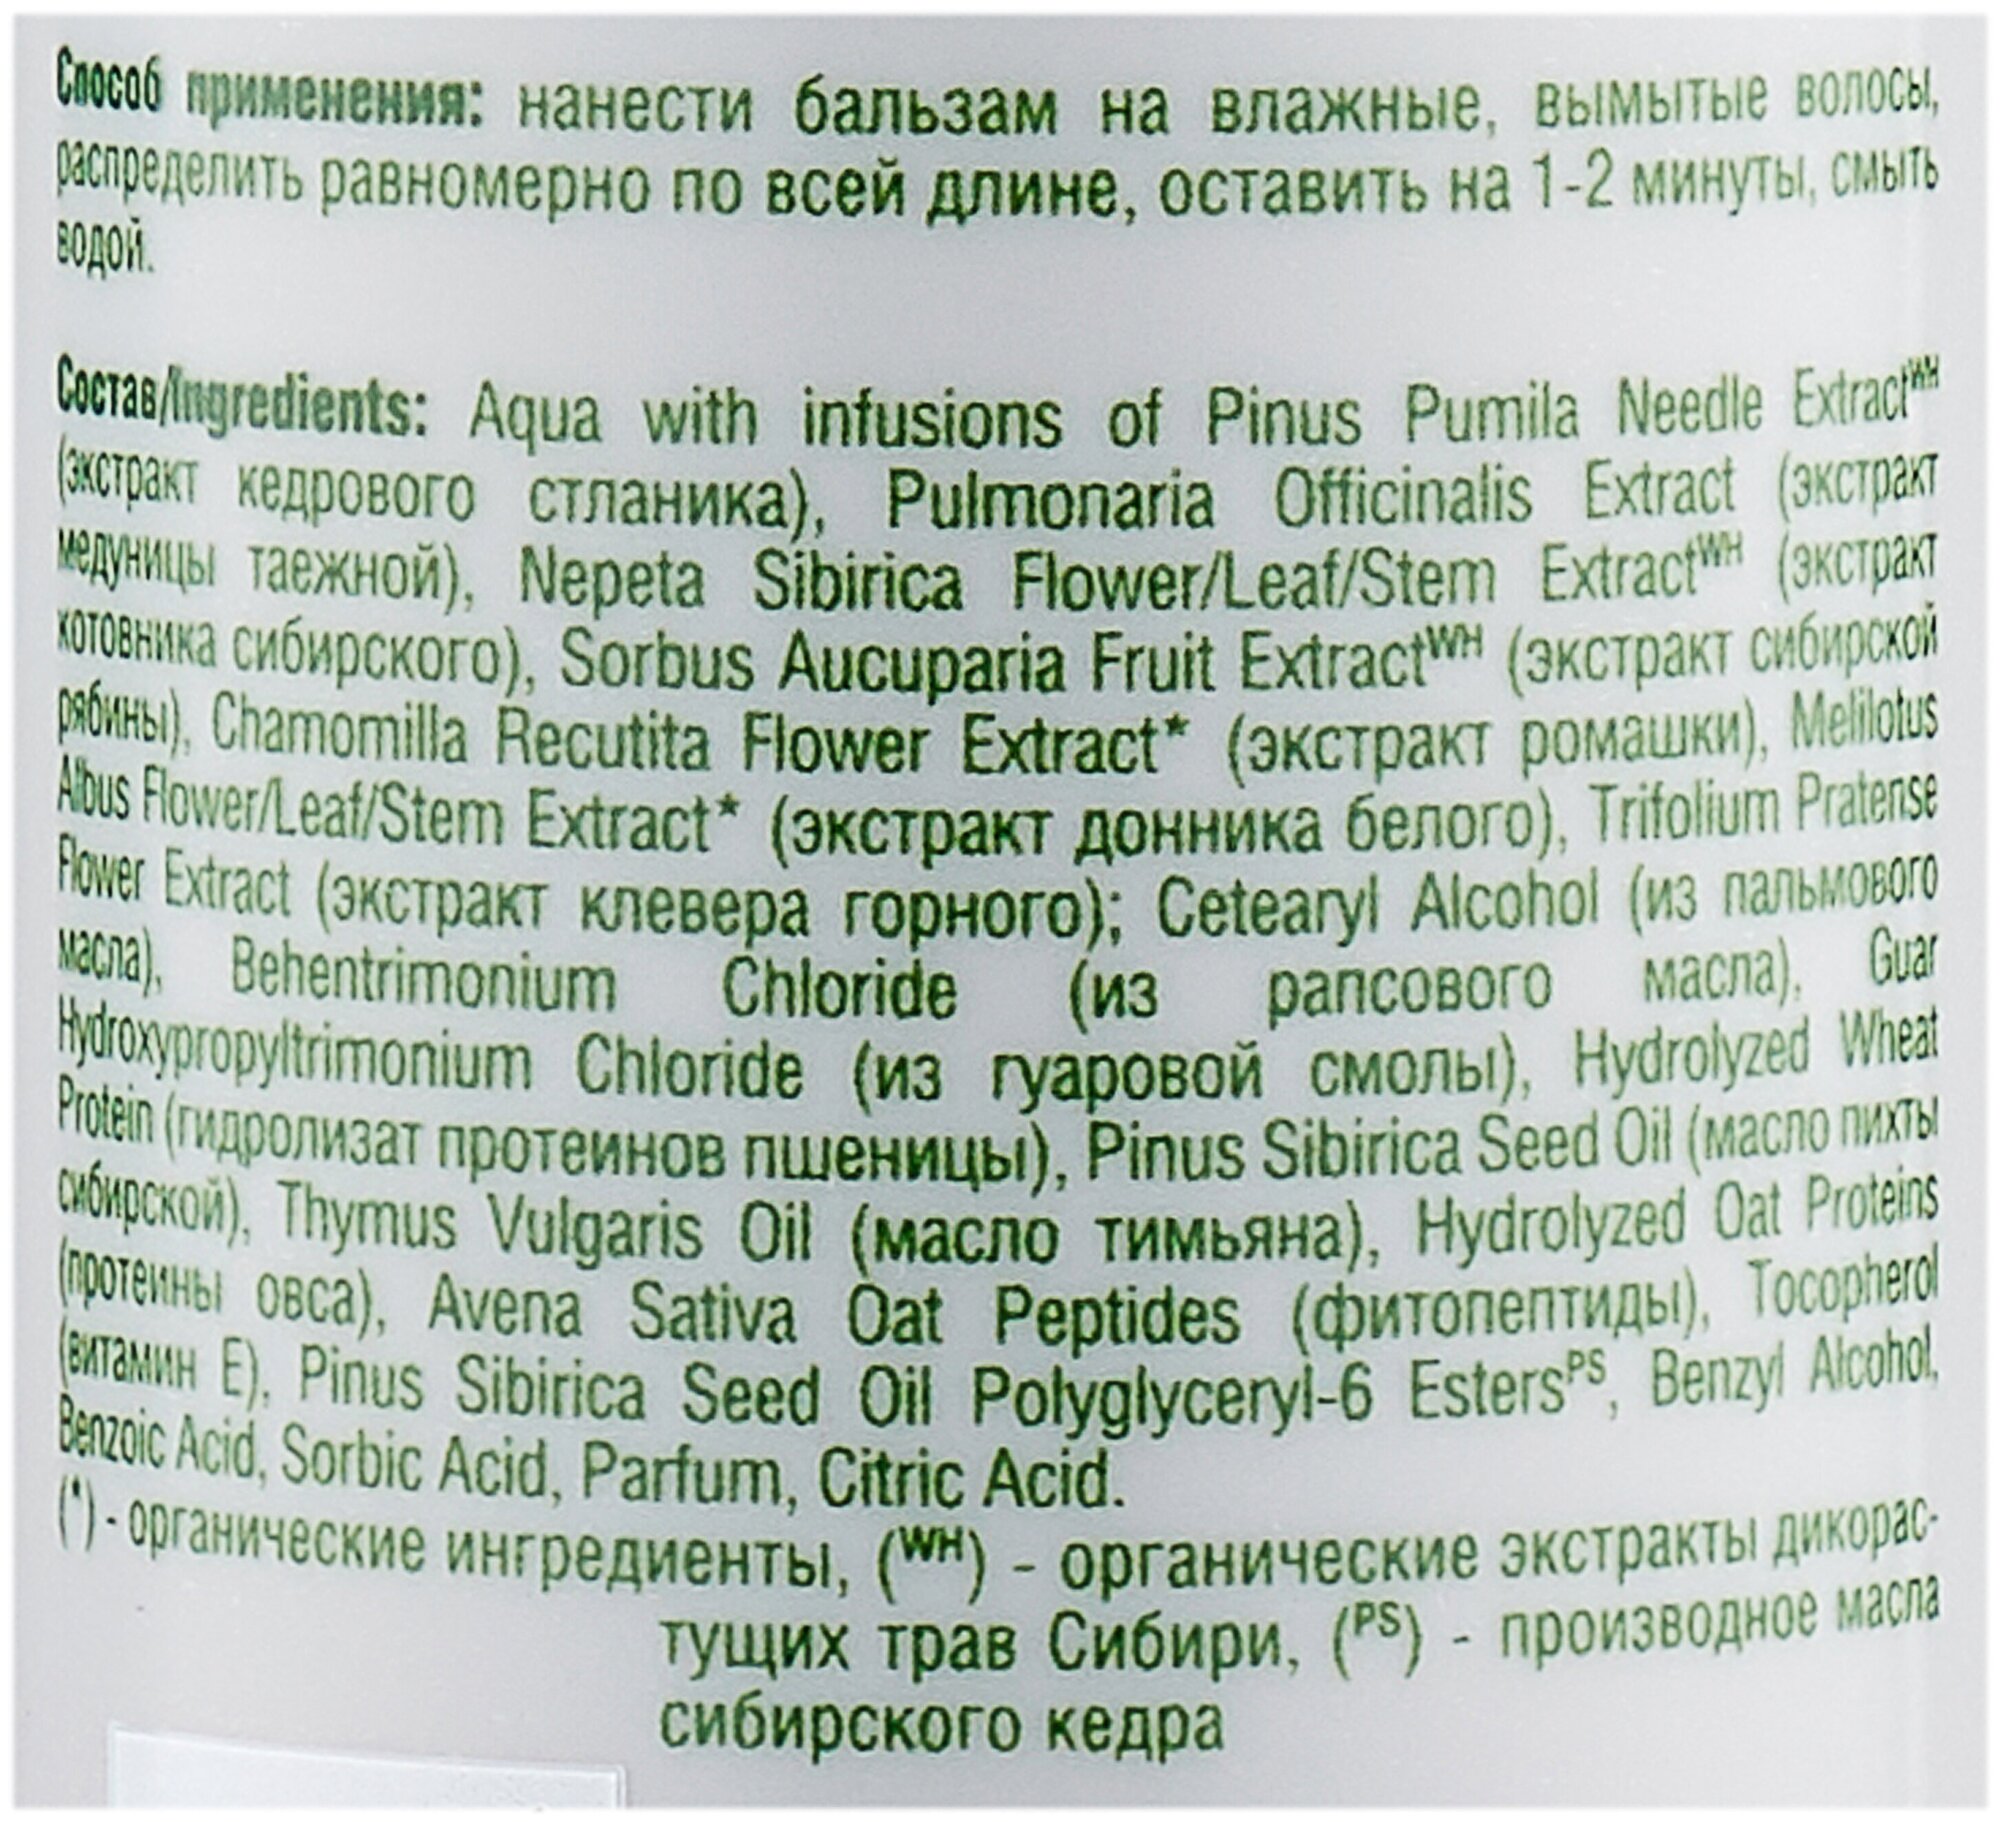 Способ применения: нанести бальзам на влажные, вымытые волосы,
распределить равномерно по всей длине, оставить на 1-2 минуты, смыть
водой.
Состав/Ingredients: Aqua with infusions of Pinus Pumila Needle Extract^WH
(экстракт кедрового стланика), Pulmonaria Officinalis Extract (экстракт
медуницы таежной), Nepeta Sibirica Flower/Leaf/Stem Extract^WH (экстракт
котовника сибирского), Sorbus Aucuparia Fruit Extract^WH (экстракт сибирской
рябины), Chamomilla Recutita Flower Extract* (экстракт ромашки), Melilotus
Albus Flower/Leaf/Stem Extract* (экстракт донника белого), Trifolium Pratense
Flower Extract (экстракт клевера горного); Cetearyl Alcohol (из пальмового
масла), Behentrimonium Chloride (из рапсового масла), Guar
Hydroxypropyltrimonium Chloride (из гуаровой смолы), Hydrolyzed Wheat
Protein (гидролизат протеинов пшеницы), Pinus Sibirica Seed Oil (масло пихты
сибирской), Thymus Vulgaris Oil (масло тимьяна), Hydrolyzed Oat Proteins
(протеины овса), Avena Sativa Oat Peptides (фитопептиды), Tocopherol
(витамин Е), Pinus Sibirica Seed Oil Polyglyceryl-6 Esters^PS, Benzyl Alcohol,
Benzoic Acid, Sorbic Acid, Parfum, Citric Acid.
(*) - органические ингредиенты, (WH) - органические экстракты дикорас-
тущих трав Сибири, (PS) - производное масла
сибирского кедра